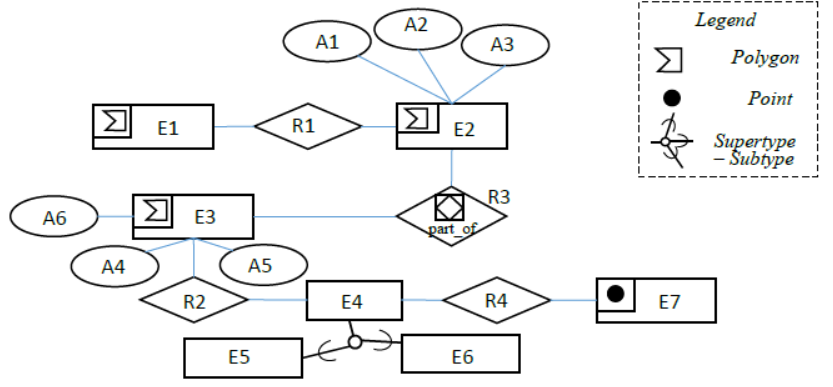 A1
A2
A3
Legend
Polygon
Point
Supertype
– Subtype
E1
R1
E2
A6
E3
R3
part_of
A4
A5
R2
E4
R4
E7
E5
E6